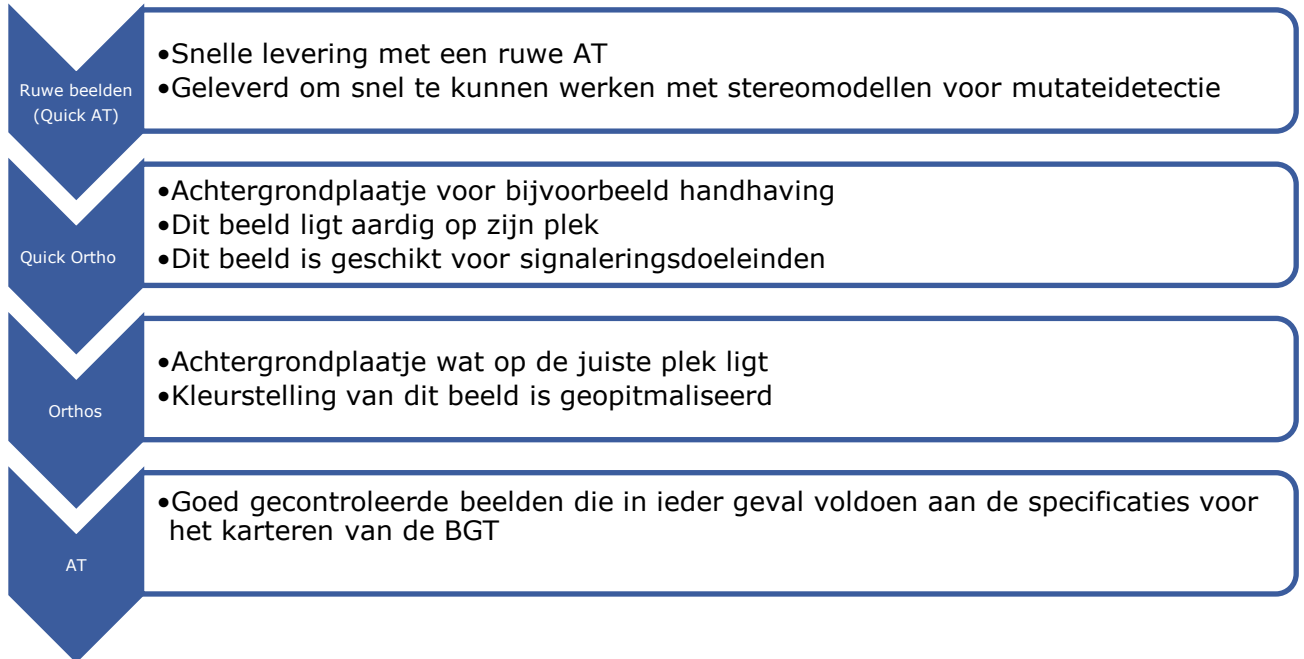 Ruwe beelden
(Quick AT)
•Snelle levering met een ruwe AT
•Geleverd om snel te kunnen werken met stereomodellen voor mutateidetectie
Quick Ortho
•Achtergrondplaatje voor bijvoorbeeld handhaving
•Dit beeld ligt aardig op zijn plek
•Dit beeld is geschikt voor signaleringsdoeleinden
Orthos
•Achtergrondplaatje wat op de juiste plek ligt
•Kleurstelling van dit beeld is geopitmaliseerd
AT
•Goed gecontroleerde beelden die in ieder geval voldoen aan de specificaties voor
het karteren van de BGT